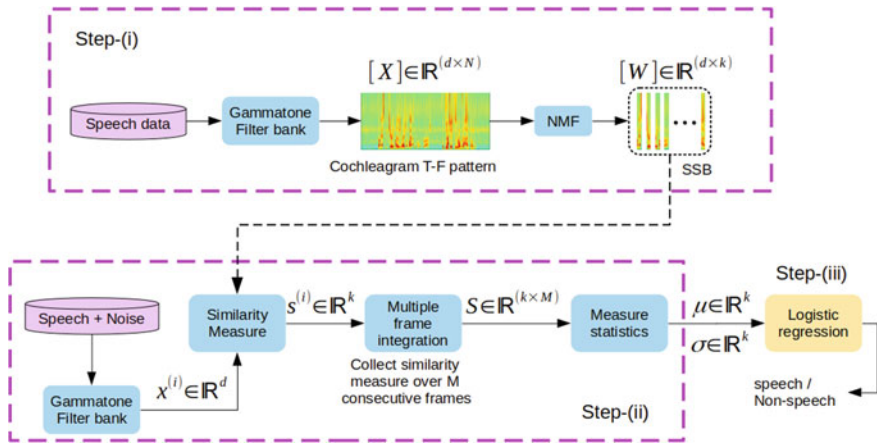 Step-(i)
[X]∈ℝ^(d×N)
[W]∈ℝ^(d×k)
Speech data
Gammatone
Filter bank
NMF
Cochleagram T-F pattern
SSB
Step-(iii)
Speech + Noise
Similarity
Measure
s^(i)∈ℝ^k
Multiple
frame
integration
S∈ℝ^(k×M)
Measure
statistics
μ∈ℝ^k
σ∈ℝ^k
Logistic
regression
Collect similarity
measure over M
consecutive frames
Gammatone
Filter bank
x^(i)∈ℝ^d
Step-(ii)
speech /
Non-speech